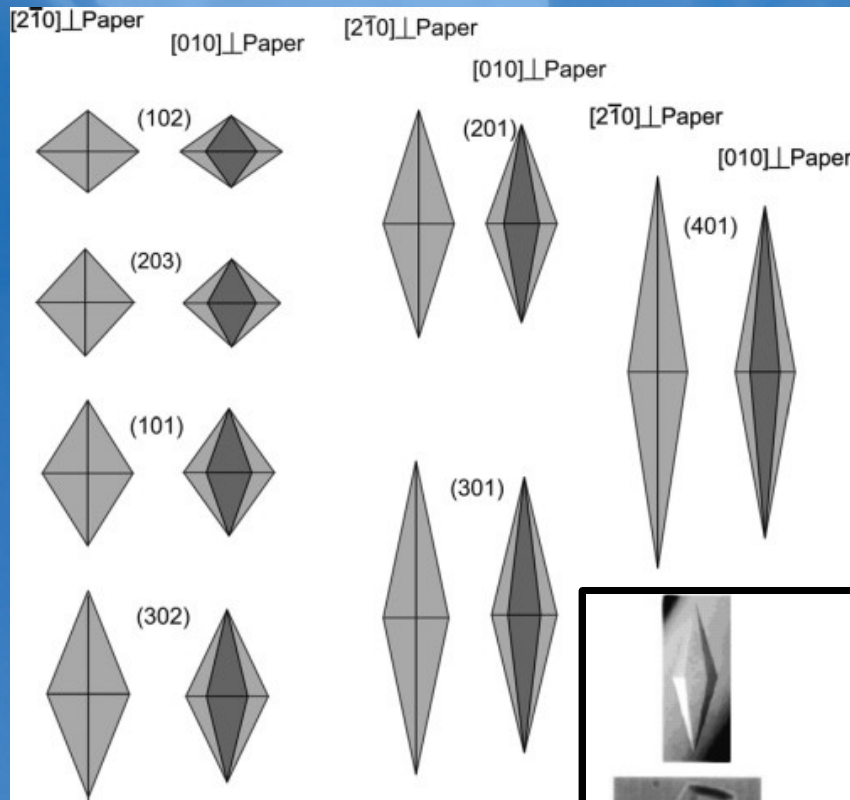 [21̅0]⊥Paper
[010]⊥Paper
(102)
(203)
(101)
(302)
[21̅0]⊥Paper
[010]⊥Paper
(201)
(301)
[21̅0]⊥Paper
[010]⊥Paper
(401)